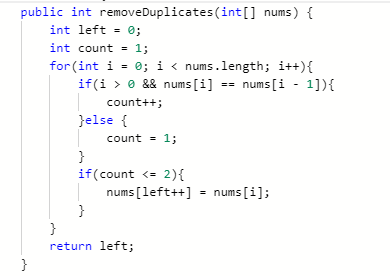 public int removeDuplicates(int[] nums) {
    int left = 0;
    int count = 1;
    for(int i = 0; i < nums.length; i++){
        if(i > 0 && nums[i] == nums[i - 1]){
            count++;
        }else {
            count = 1;
        }
        if(count <= 2){
            nums[left++] = nums[i];
        }
    }
    return left;
}